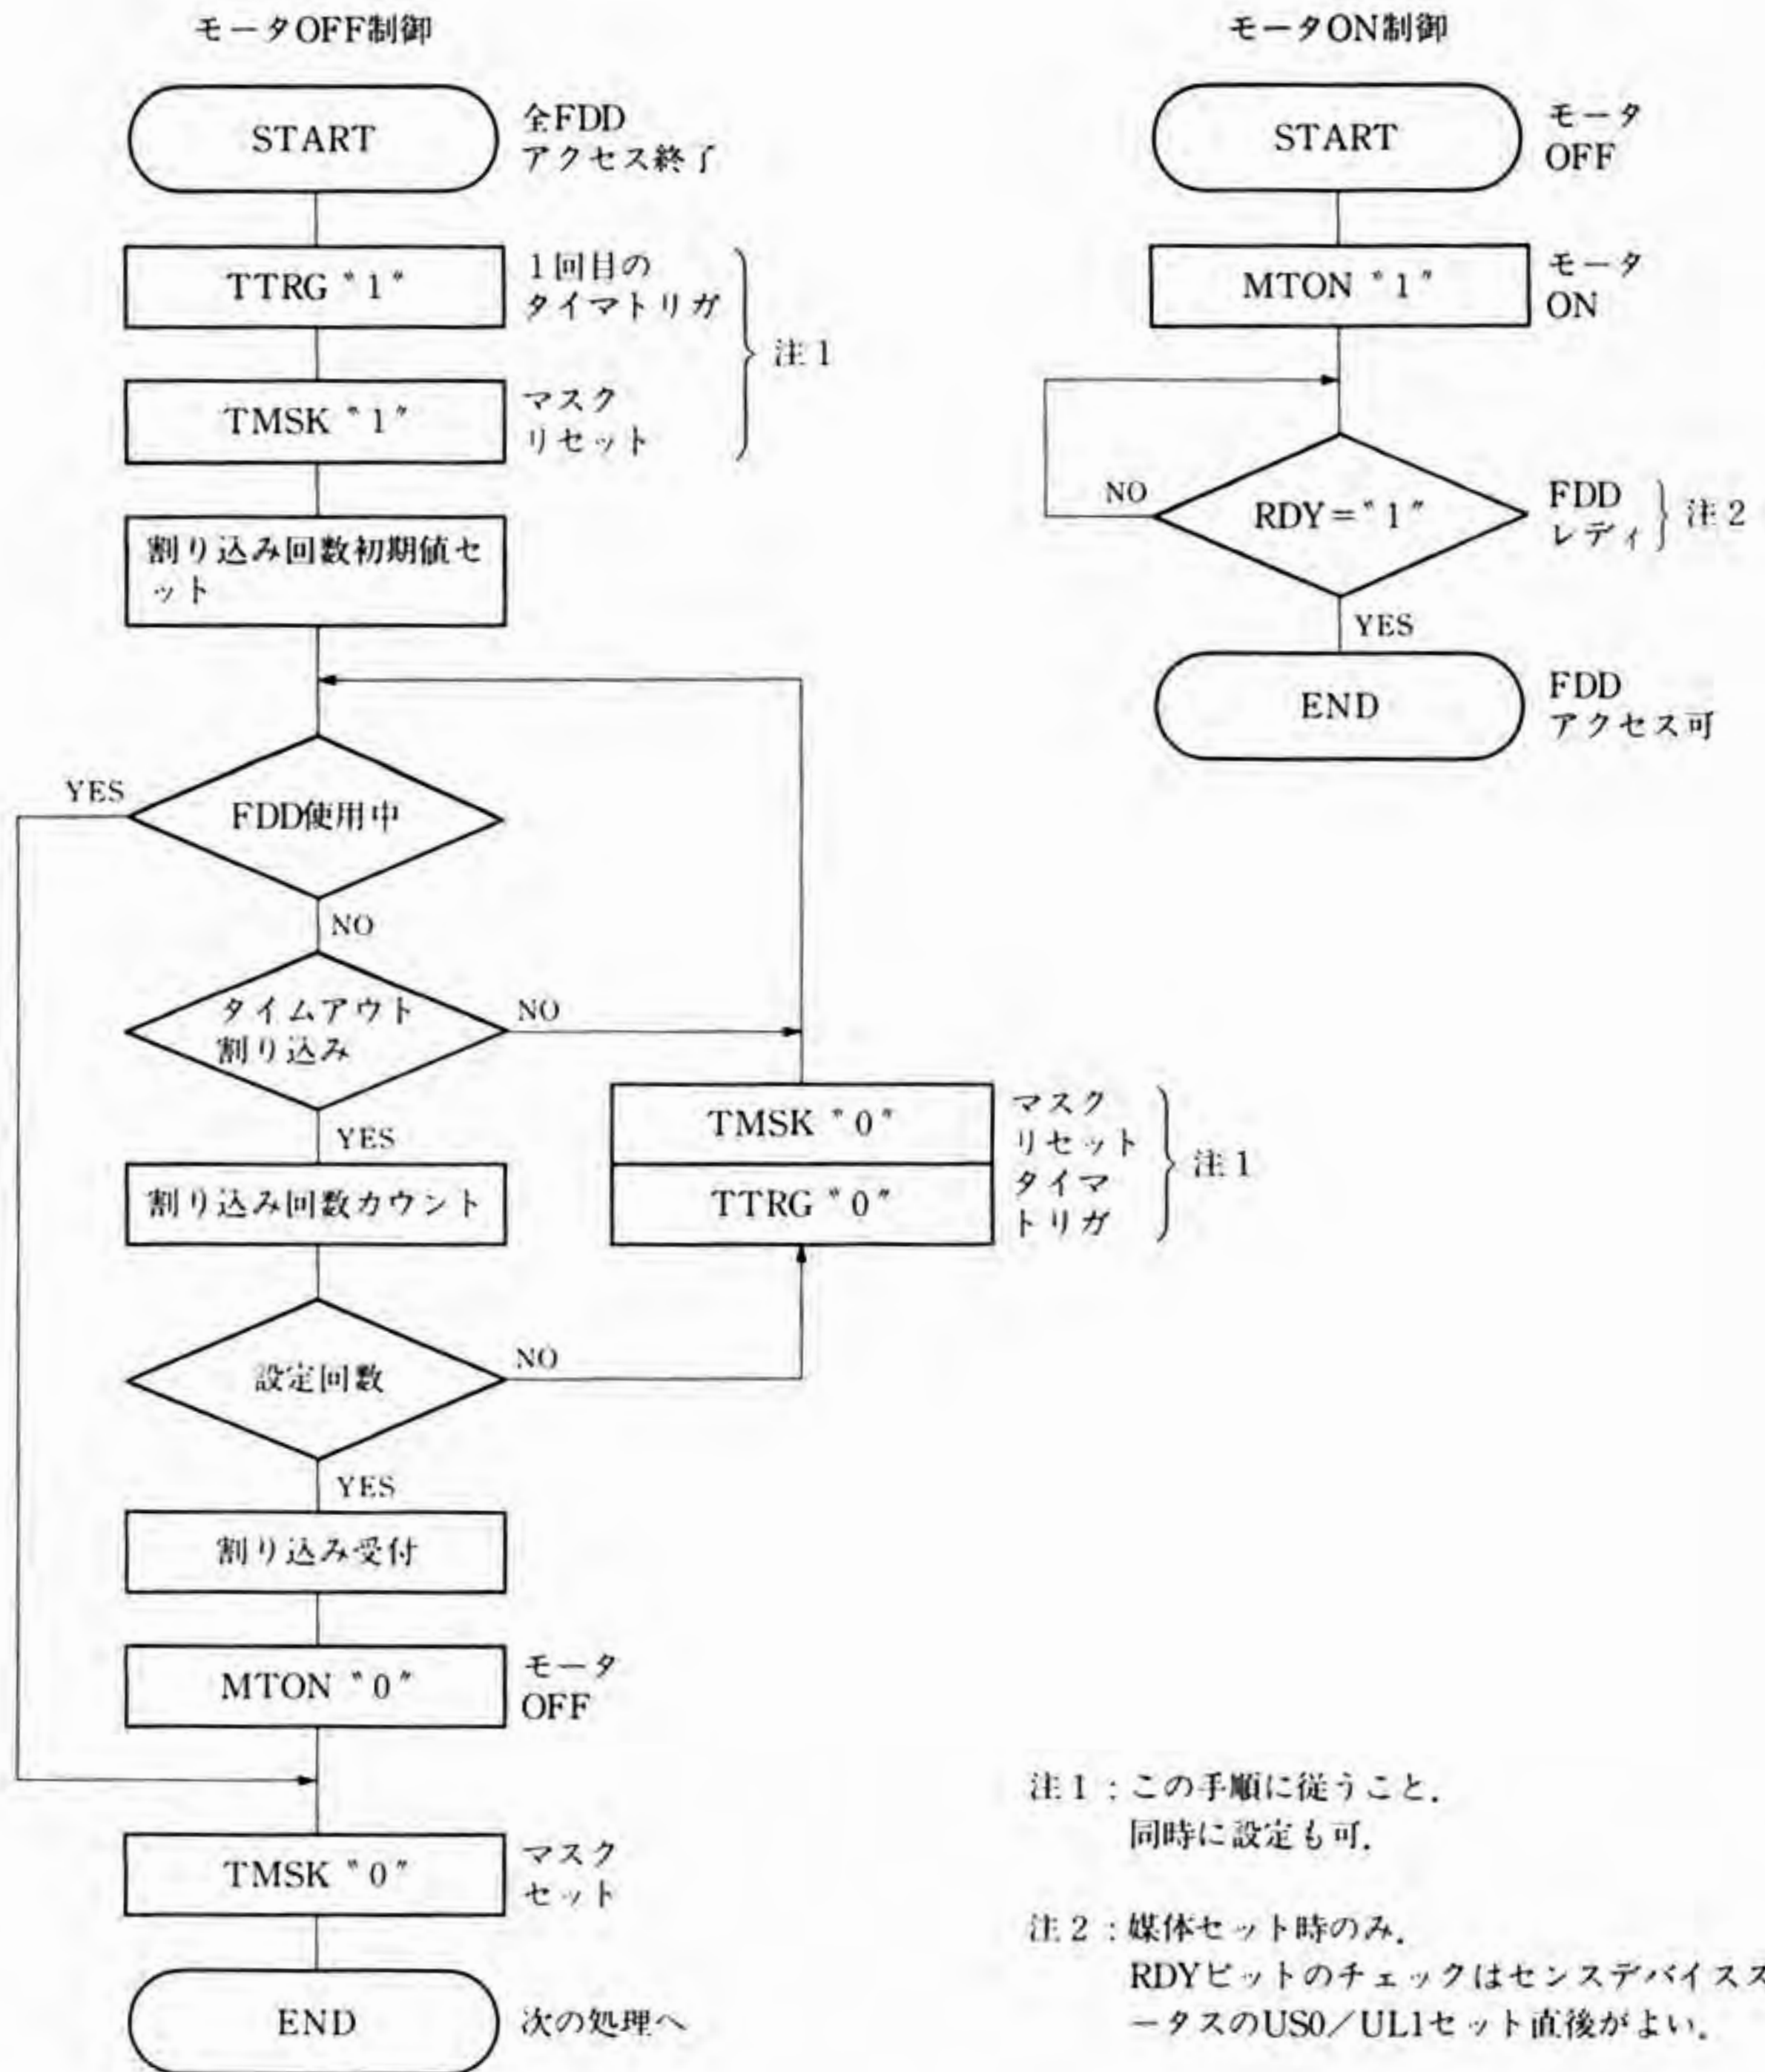 モータOFF制御
START
全FDD
アクセス終了
TTRG〝1〟
1回目の
タイマトリガ
TMSK〝1〟
マスク
リセット
注1
割り込み回数初期値セ
ット
FDD使用中
YES
NO
タイムアウト
割り込み
NO
YES
割り込み回数カウント
TMSK〝0〟
TTRG〝0〟
マスク
リセット
タイマ
トリガ
注1
設定回数
NO
YES
割り込み受付
MTON〝0〟
モータ
OFF
TMSK〝0〟
マスク
セット
END
次の処理へ
モータON制御
START
モータ
OFF
MTON〝1〟
モータ
ON
RDY=〝1〟
NO
FDD
レディ
注2
YES
END
FDD
アクセス可
注1:この手順に従うこと.
同時に設定も可.
注2:媒体セット時のみ.
RDYビットのチェックはセンスデバイスス
ータスのUS0/UL1セット直後がよい.